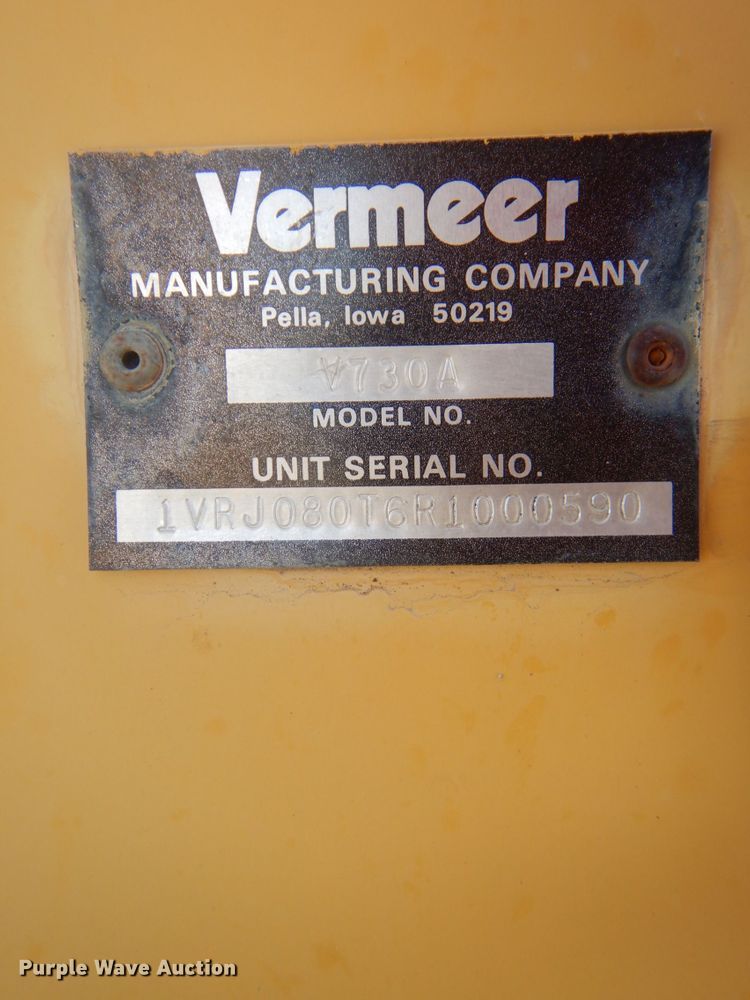 Vermeer
MANUFACTURING COMPANY
Pella, Iowa 50219
V730A
MODEL NO.
UNIT SERIAL NO.
1VRJ080T6R1000590
Purple Wave Auction